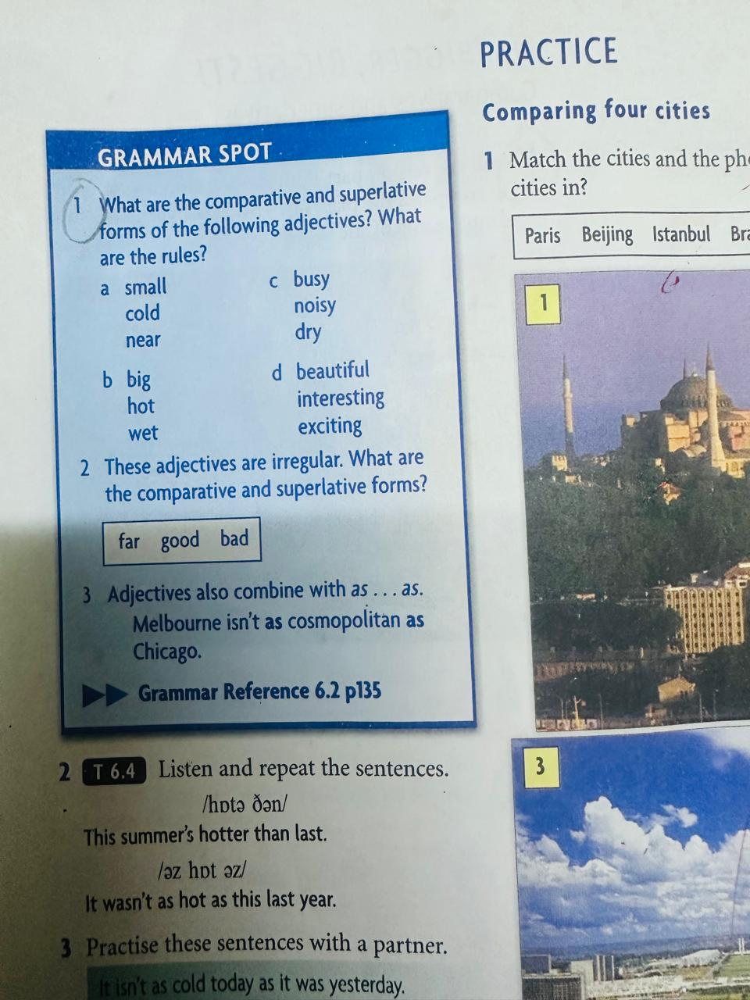 GRAMMAR SPOT
1 What are the comparative and superlative
forms of the following adjectives? What
are the rules?
a small
cold
near
c busy
noisy
dry
b big
hot
wet
d beautiful
interesting
exciting
2 These adjectives are irregular. What are
the comparative and superlative forms?
far good bad
3 Adjectives also combine with as . . . as.
Melbourne isn't as cosmopolitan as
Chicago.
Grammar Reference 6.2 p135
2 T 6.4 Listen and repeat the sentences.
/hɒtə ðən/
This summer's hotter than last.
/əz hɒt əz/
It wasn't as hot as this last year.
3 Practise these sentences with a partner.
It isn't as cold today as it was yesterday.
PRACTICE
Comparing four cities
1 Match the cities and the
cities in?
Paris Beijing Istanbul
1
3